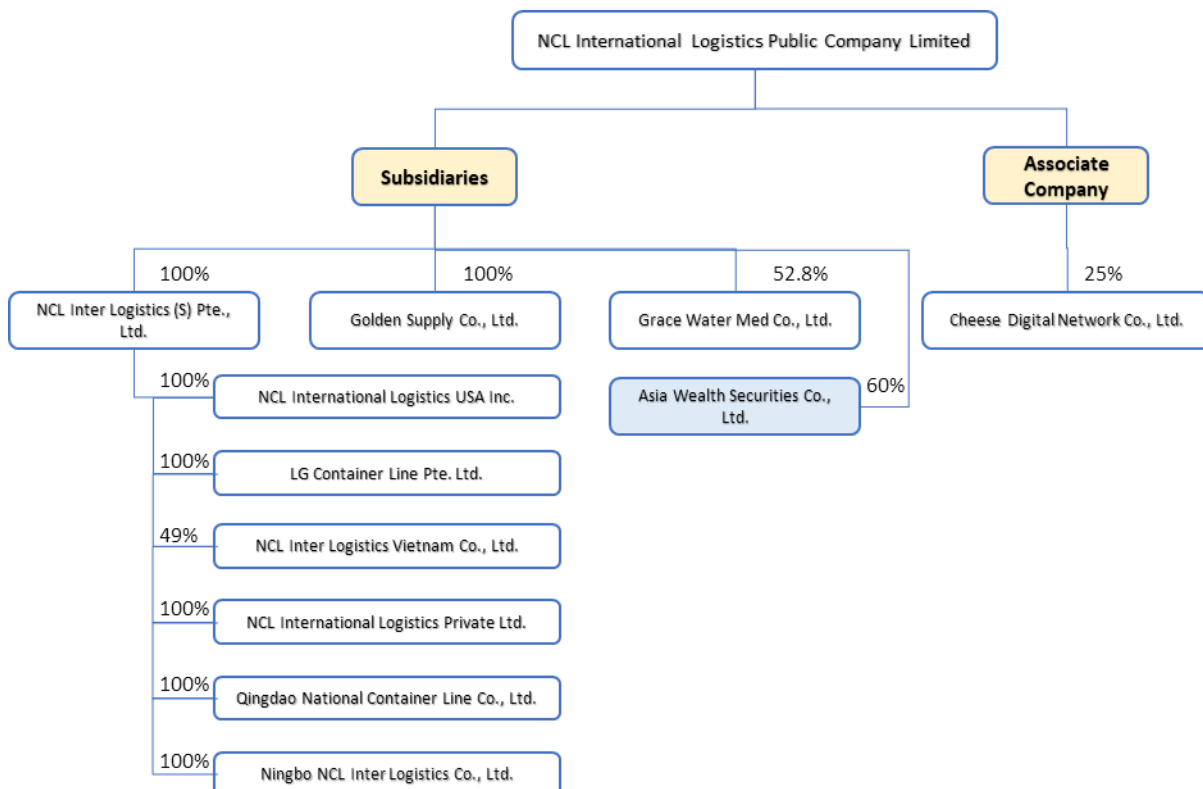 NCL International Logistics Public Company Limited
Subsidiaries
Associate
Company
100%
100%
52.8%
25%
NCL Inter Logistics (S) Pte.,
Ltd.
Golden Supply Co., Ltd.
Grace Water Med Co., Ltd.
Cheese Digital Network Co., Ltd.
100%
NCL International Logistics USA Inc.
Asia Wealth Securities Co.,
Ltd.
60%
100%
LG Container Line Pte. Ltd.
49%
NCL Inter Logistics Vietnam Co., Ltd.
100%
NCL International Logistics Private Ltd.
100%
Qingdao National Container Line Co., Ltd.
100%
Ningbo NCL Inter Logistics Co., Ltd.